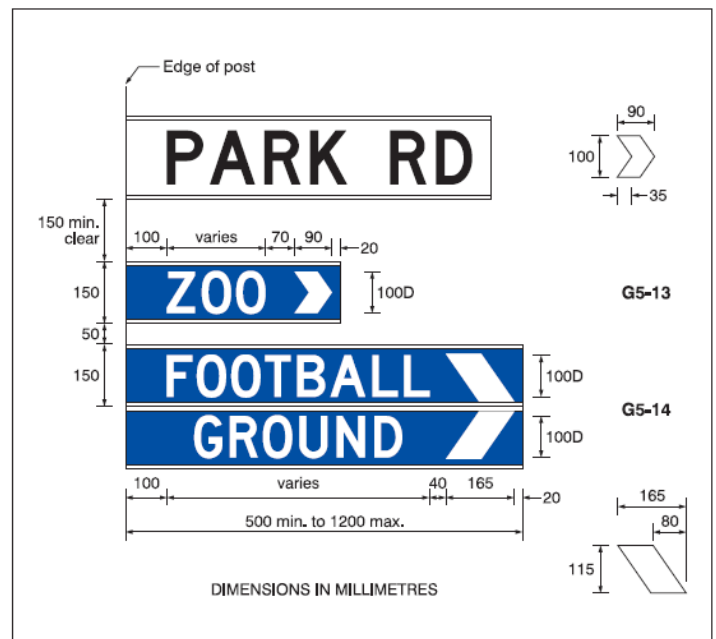 Edge of post
PARK RD
90
100
35
150 min.
clear
100 varies 70 90 20
150
ZOO
100D
G5-13
50
150
FOOTBALL
100D
G5-14
GROUND
100D
100 varies 40 165 20
500 min. to 1200 max.
165
80
115
DIMENSIONS IN MILLIMETRES